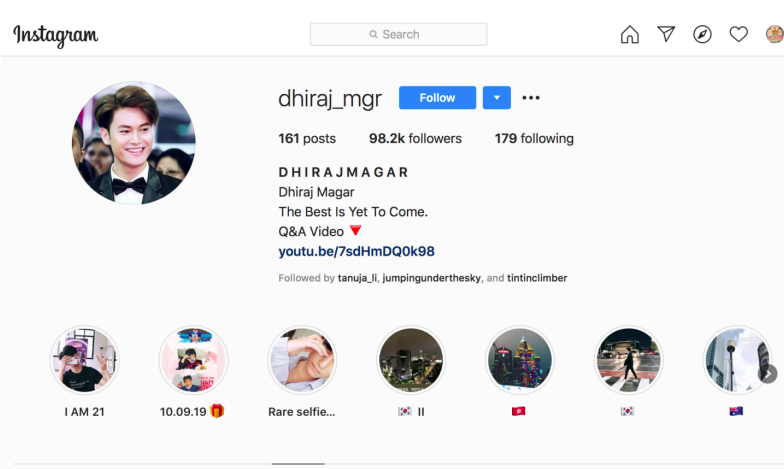 Instagram
Search
dhiraj_mgr Follow
161 posts 98.2k followers 179 following
D H I R A J M A G A R
Dhiraj Magar
The Best Is Yet To Come.
Q&A Video 🔻
youtu.be/7sdHmDQ0k98
Followed by tanuja_li, jumpingunderthesky, and tintinclimber
I AM 21 10.09.19 🎁 Rare selfie... 🇰🇷 II 🇭🇰 🇰🇷 🇦🇺